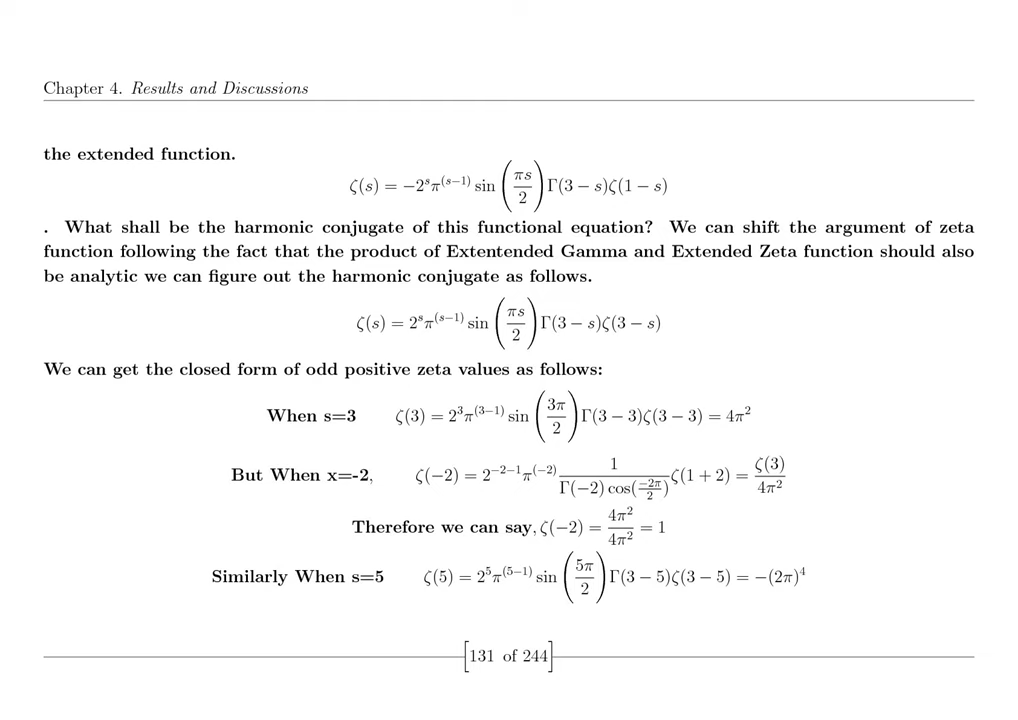 Chapter 4. Results and Discussions
the extended function.
ζ(s) = −2^s π^(s−1) sin(πs/2) Γ(3 − s)ζ(1 − s)
. What shall be the harmonic conjugate of this functional equation? We can shift the argument of zeta
function following the fact that the product of Extentended Gamma and Extended Zeta function should also
be analytic we can figure out the harmonic conjugate as follows.
ζ(s) = 2^s π^(s−1) sin(πs/2) Γ(3 − s)ζ(3 − s)
We can get the closed form of odd positive zeta values as follows:
When s=3 ζ(3) = 2^3 π^(3−1) sin(3π/2) Γ(3 − 3)ζ(3 − 3) = 4π^2
But When x=-2, ζ(−2) = 2^(−2−1) π^(−2) 1/(Γ(−2) cos(−2π/2)) ζ(1 + 2) = ζ(3)/4π^2
Therefore we can say, ζ(−2) = 4π^2/4π^2 = 1
Similarly When s=5 ζ(5) = 2^5 π^(5−1) sin(5π/2) Γ(3 − 5)ζ(3 − 5) = −(2π)^4
[131 of 244]